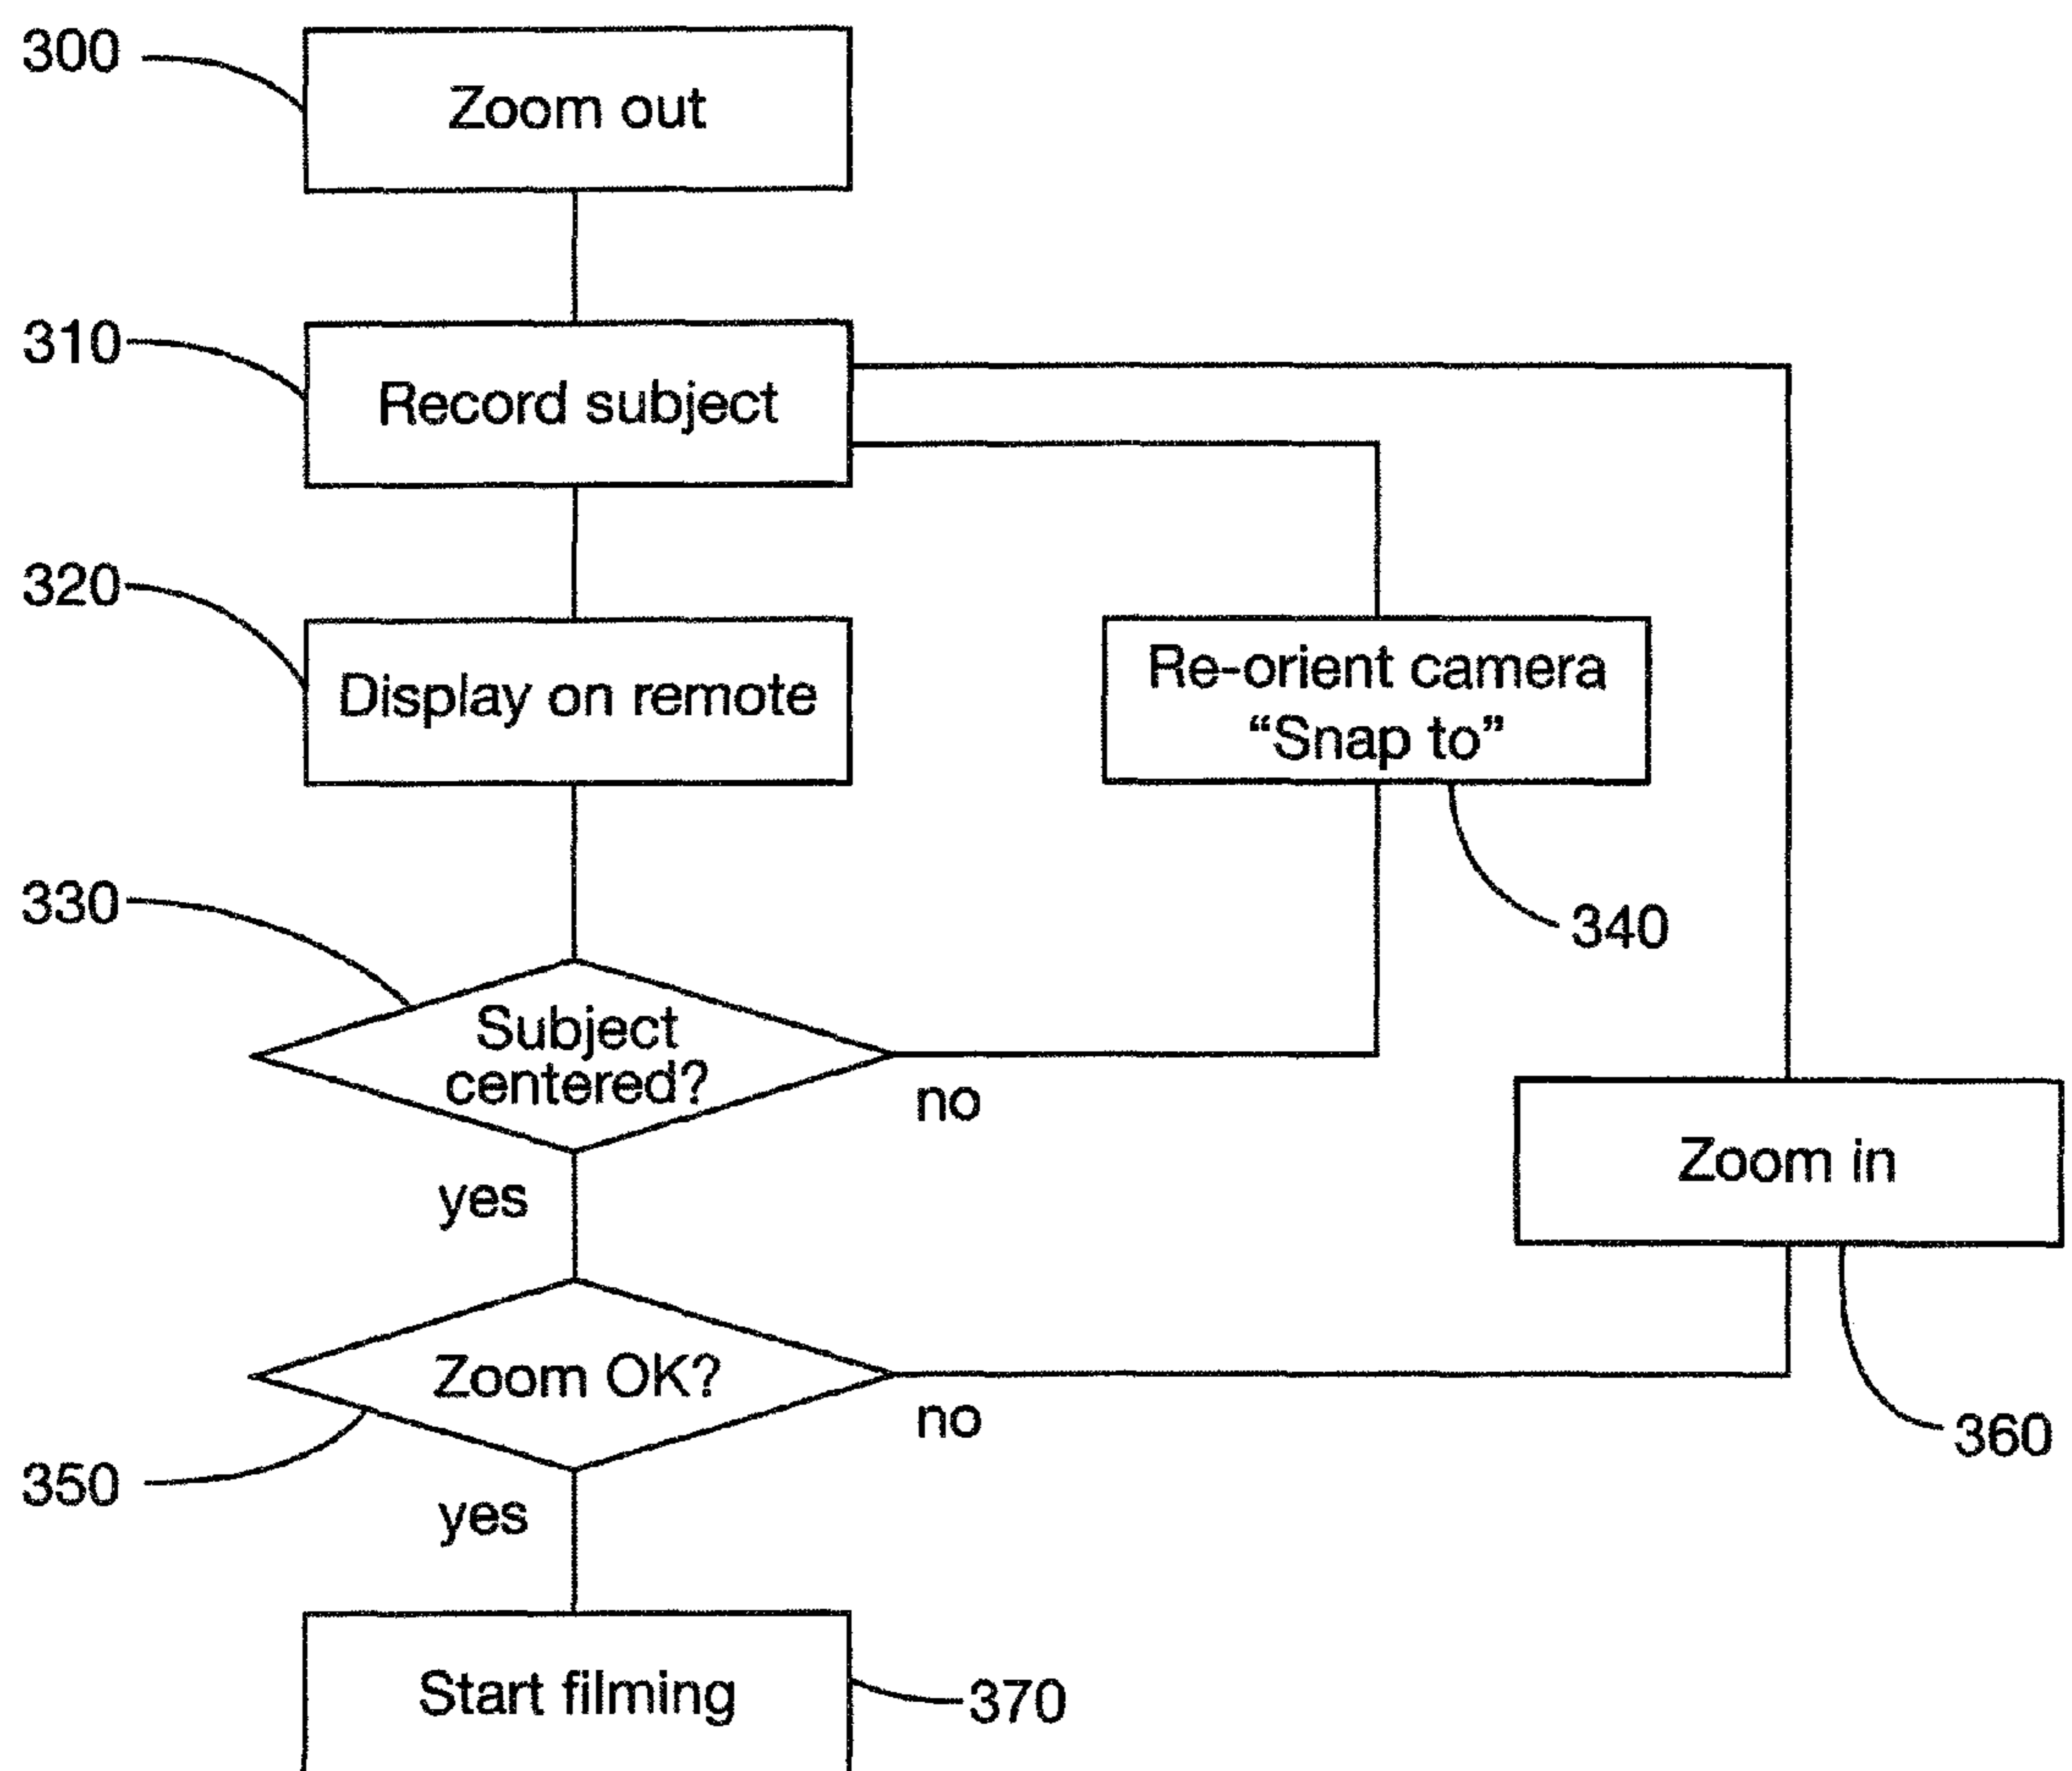 300
Zoom out
310
Record subject
320
Display on remote
Re-orient camera
“Snap to”
340
330
Subject
centered?
no
yes
Zoom in
360
350
Zoom OK?
no
yes
Start filming
370